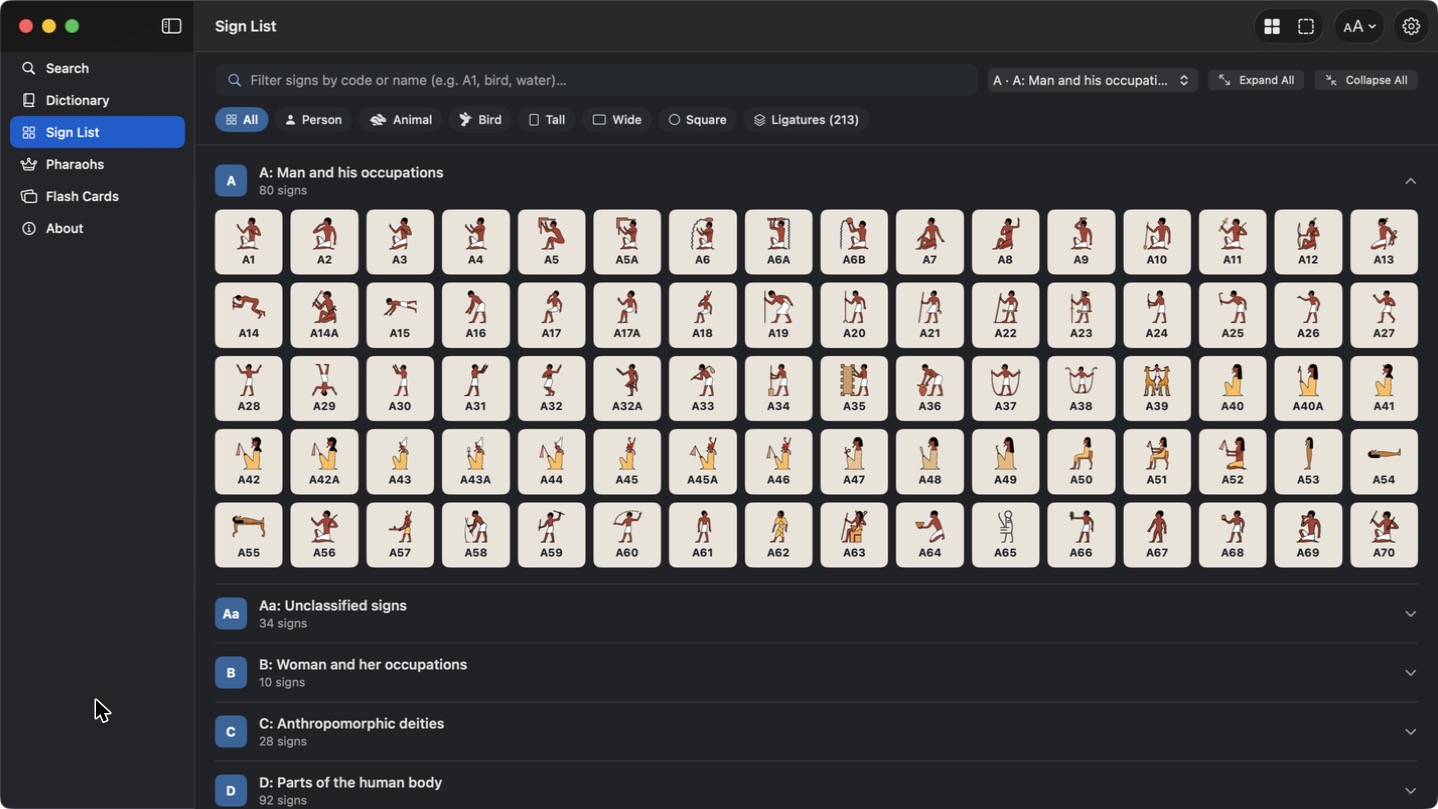 Sign List
AA
Search
Dictionary
Sign List
Pharaohs
Flash Cards
About
Filter signs by code or name (e.g. A1, bird, water)...
A · A: Man and his occupati...
Expand All
Collapse All
All
Person
Animal
Bird
Tall
Wide
Square
Ligatures (213)
A
A: Man and his occupations
80 signs
A1 A2 A3 A4 A5 A5A A6 A6A A6B A7 A8 A9 A10 A11 A12 A13
A14 A14A A15 A16 A17 A17A A18 A19 A20 A21 A22 A23 A24 A25 A26 A27
A28 A29 A30 A31 A32 A32A A33 A34 A35 A36 A37 A38 A39 A40 A40A A41
A42 A42A A43 A43A A44 A45 A45A A46 A47 A48 A49 A50 A51 A52 A53 A54
A55 A56 A57 A58 A59 A60 A61 A62 A63 A64 A65 A66 A67 A68 A69 A70
Aa
Aa: Unclassified signs
34 signs
B
B: Woman and her occupations
10 signs
C
C: Anthropomorphic deities
28 signs
D
D: Parts of the human body
92 signs